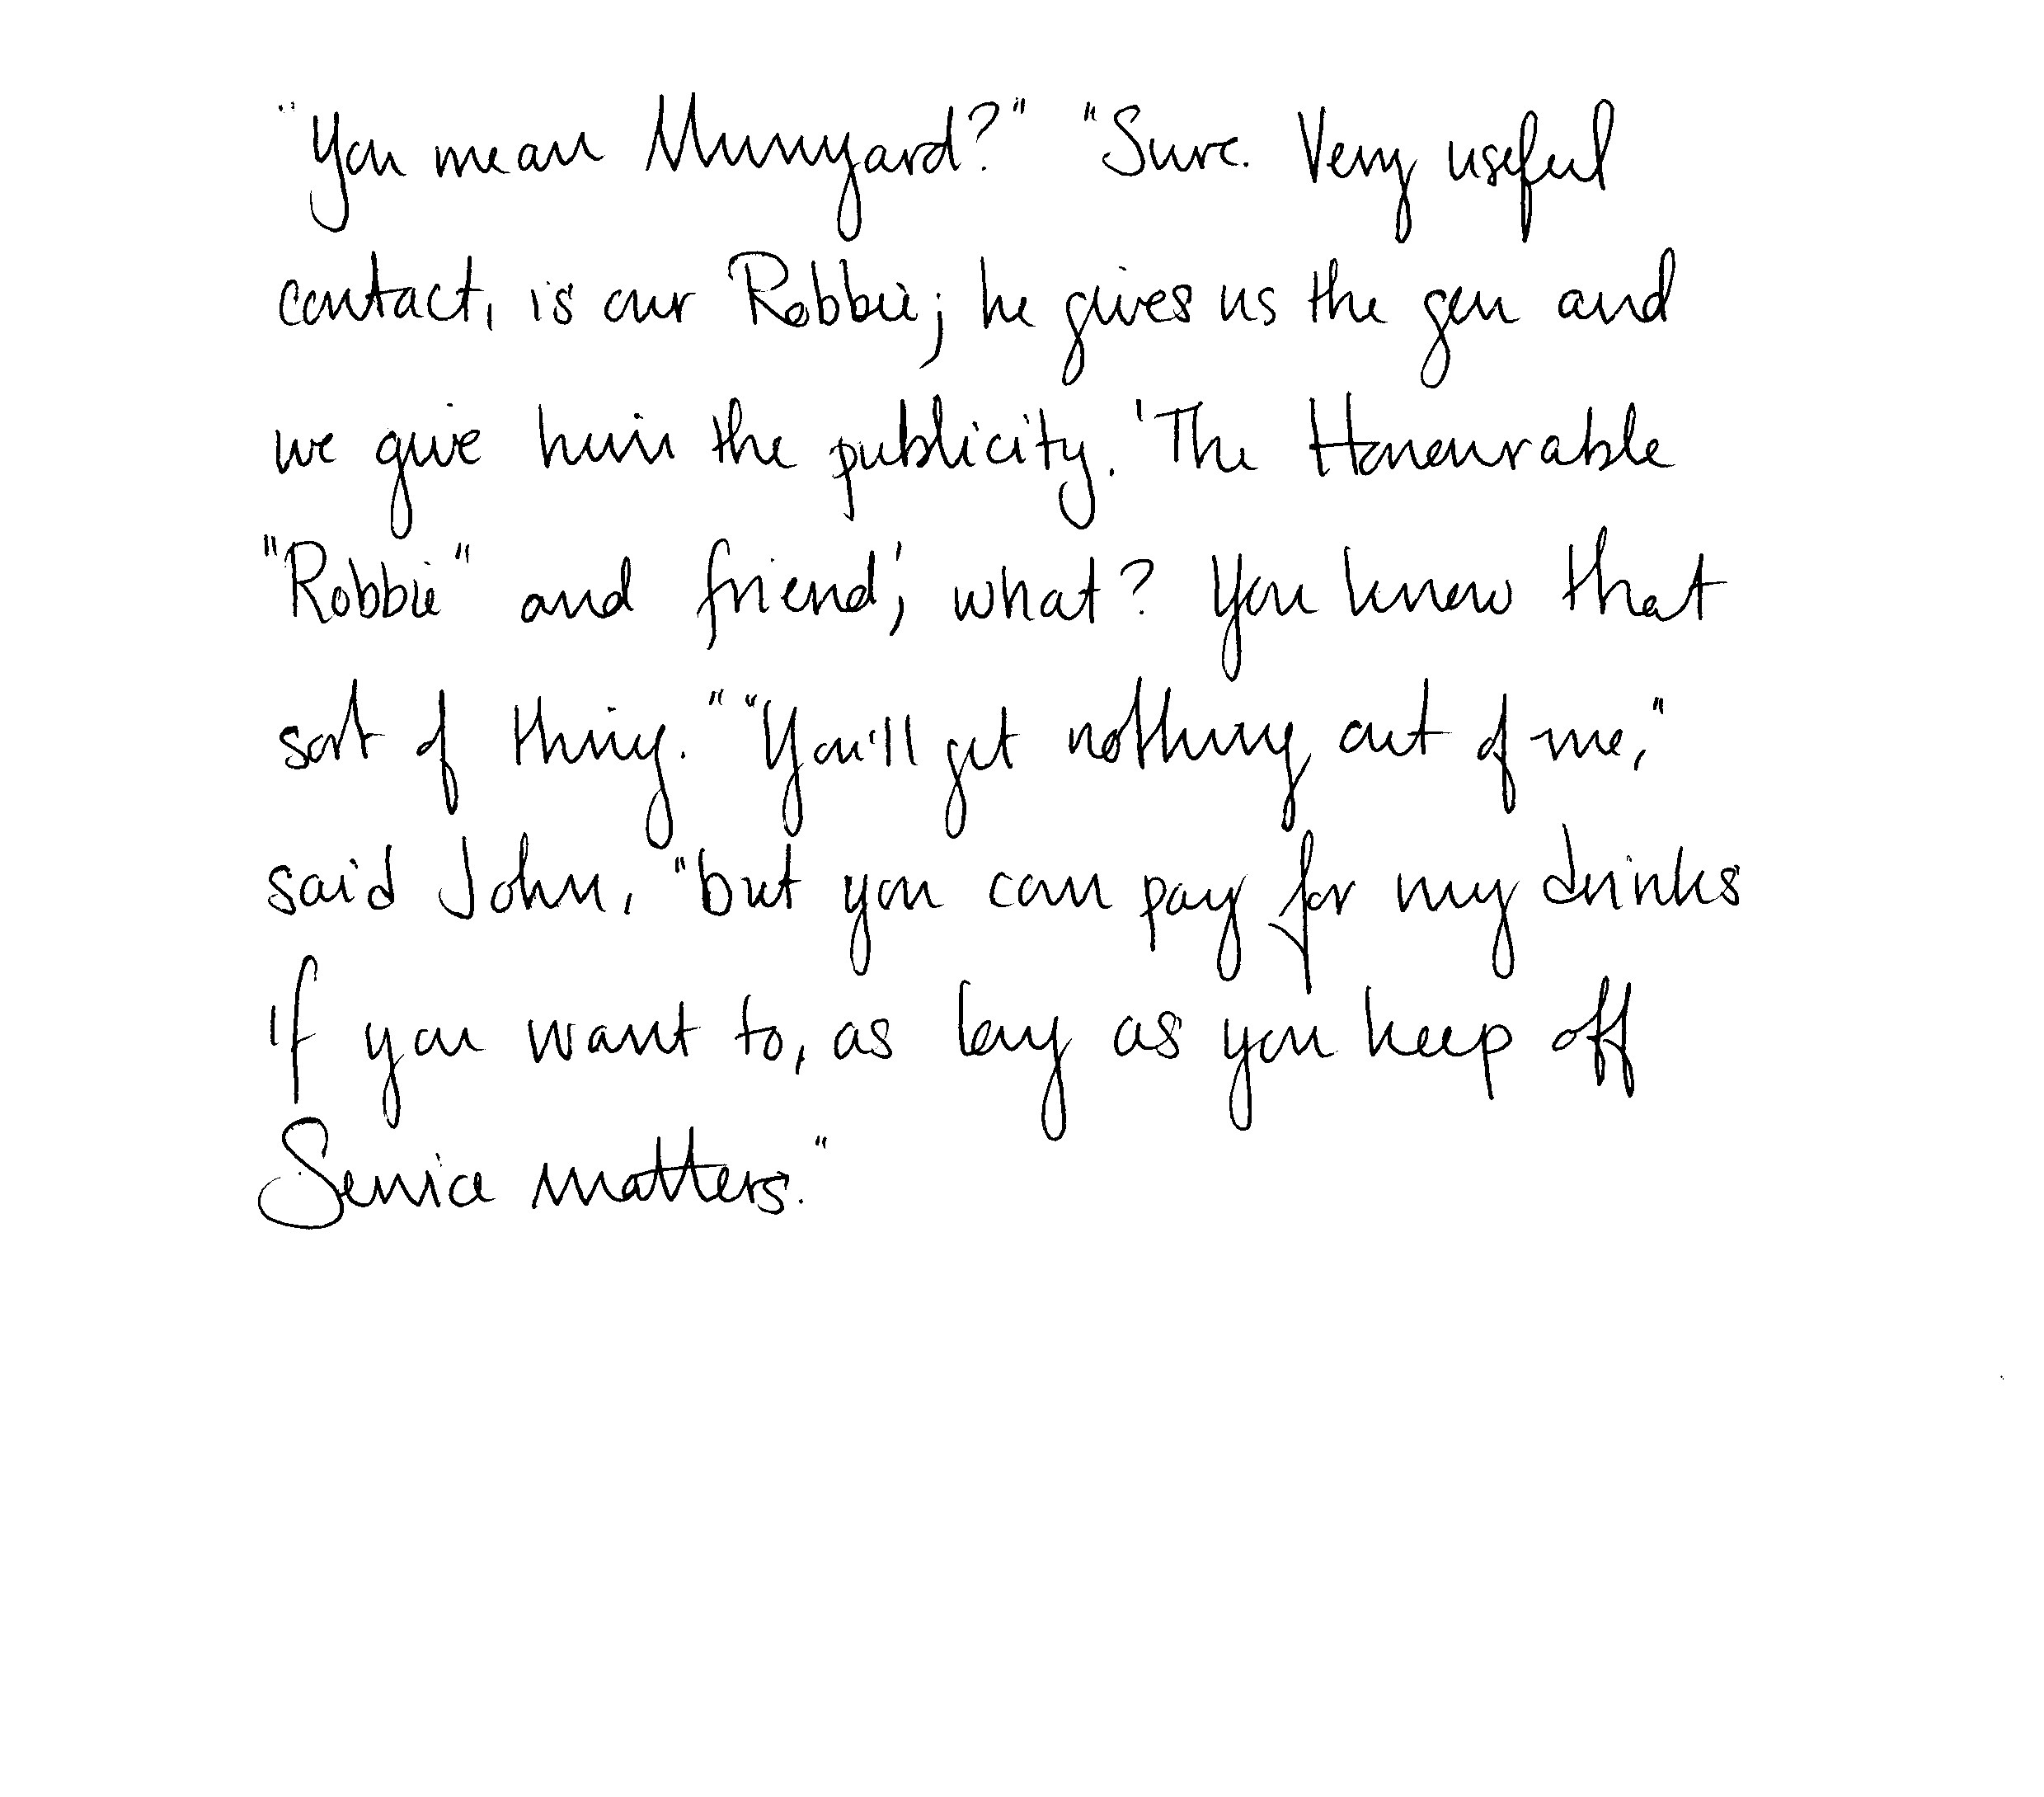 "You mean Munyard?" "Sure. Very useful
contact, is our Robbie; he gives us the gen and
we give him the publicity. 'The Honourable
"Robbie" and friend', what? You know that
sort of thing." "You'll get nothing out of me,"
said John, "but you can pay for my drinks
if you want to, as long as you keep off
Service matters."